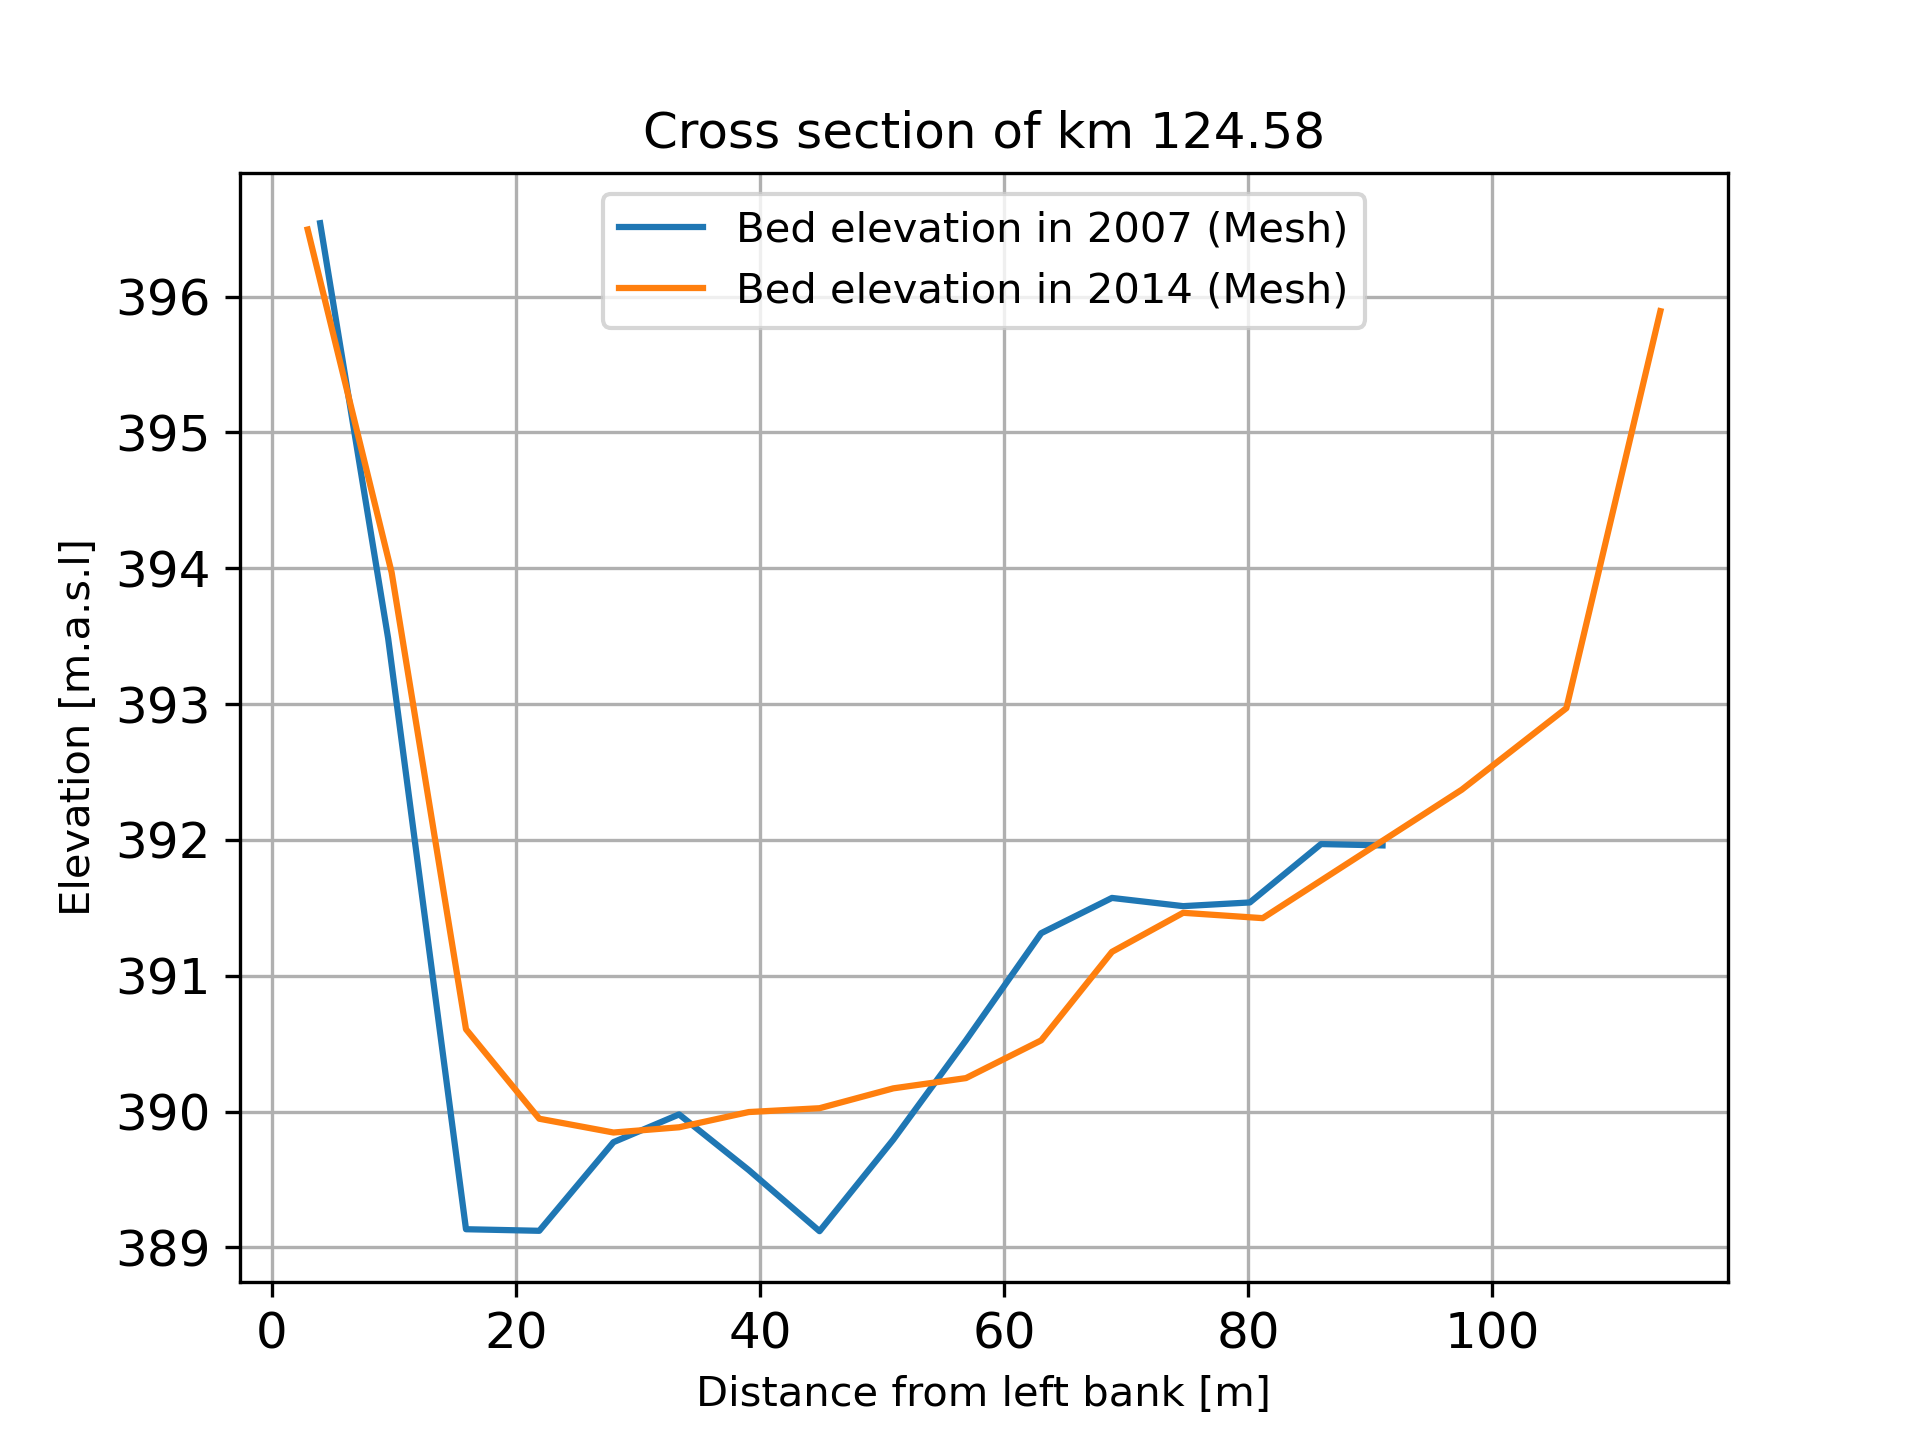 Cross section of km 124.58
Bed elevation in 2007 (Mesh)
Bed elevation in 2014 (Mesh)
396
395
394
393
392
391
390
389
Elevation [m.a.s.l]
0 20 40 60 80 100
Distance from left bank [m]